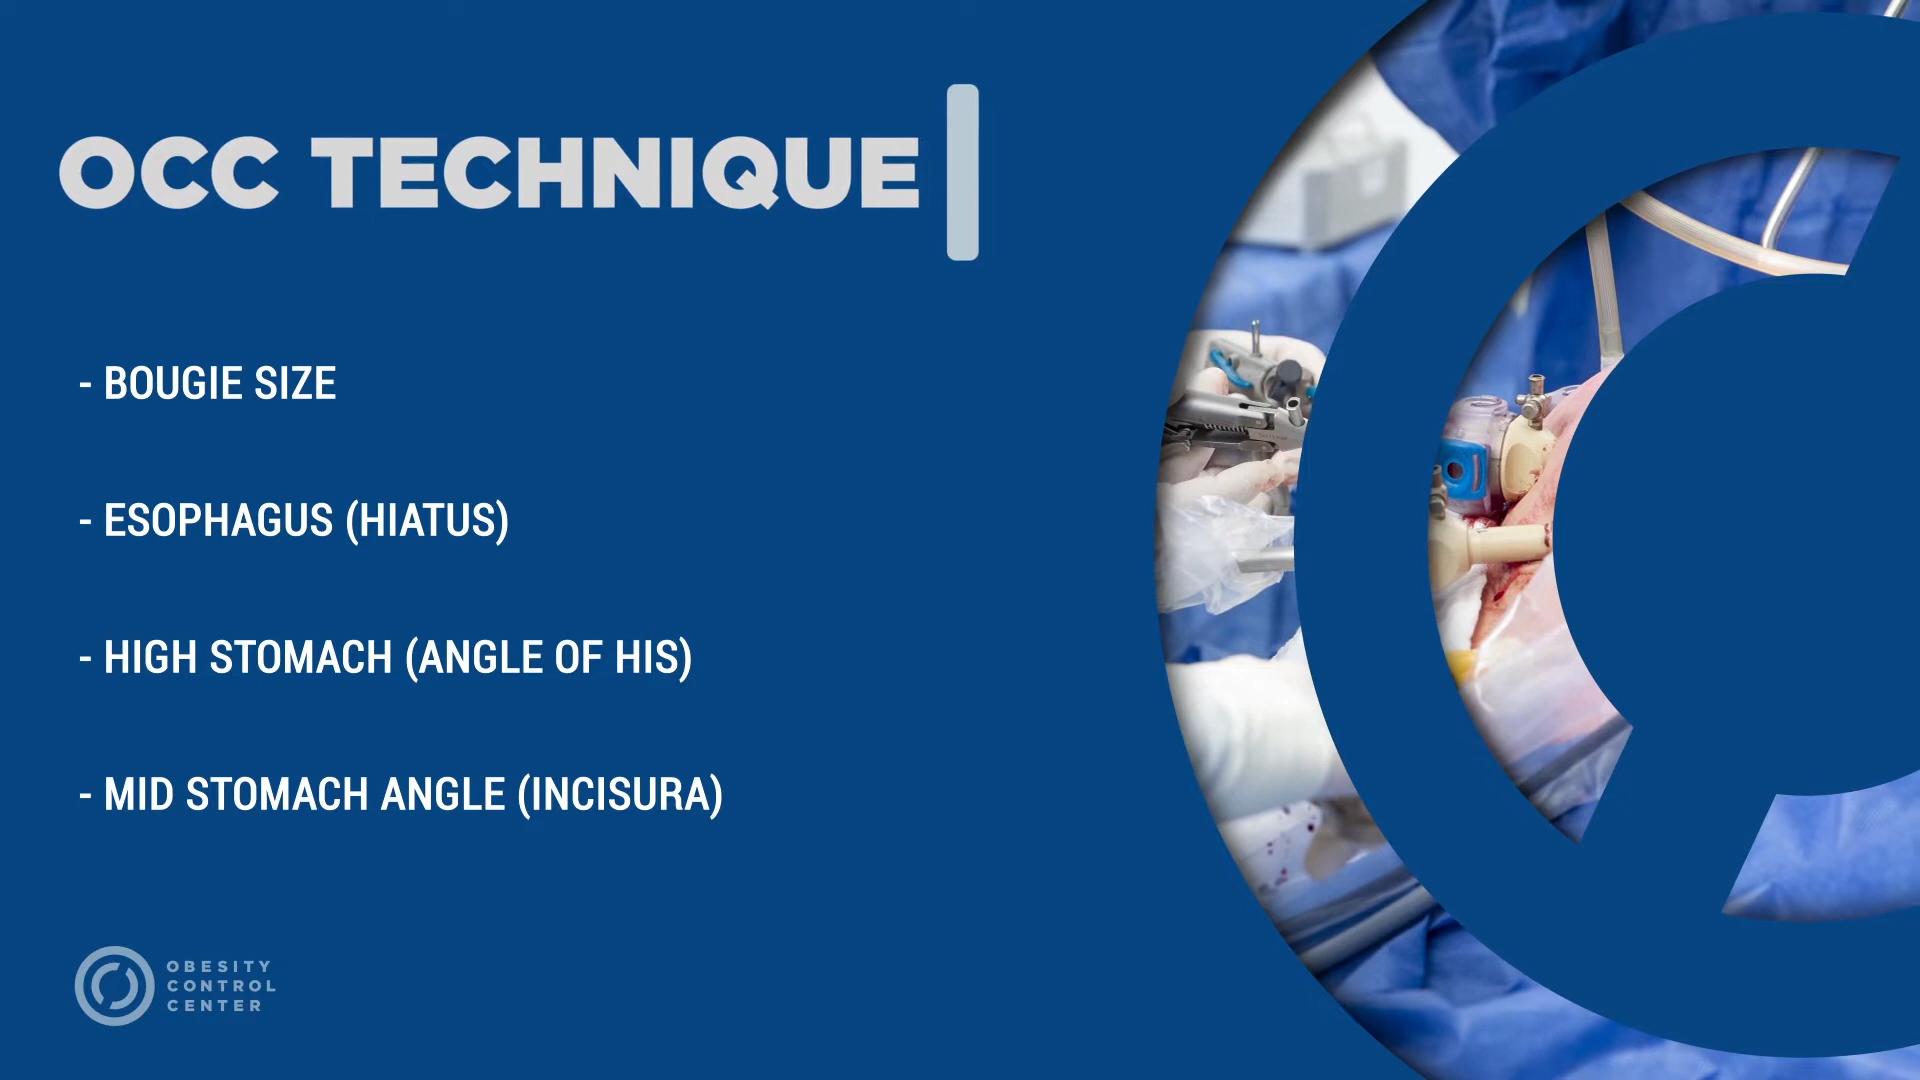 OCC TECHNIQUE
- BOUGIE SIZE
- ESOPHAGUS (HIATUS)
- HIGH STOMACH (ANGLE OF HIS)
- MID STOMACH ANGLE (INCISURA)
OBESITY
CONTROL
CENTER